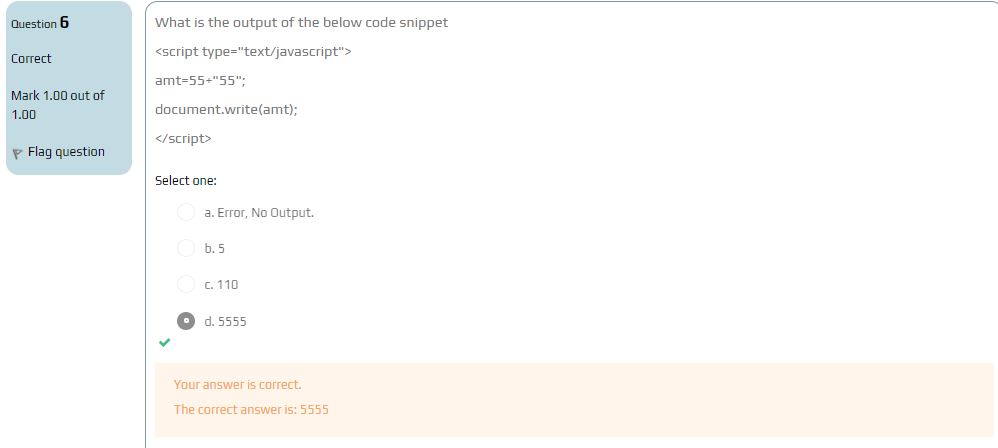 Question 6
Correct
Mark 1.00 out of
1.00
Flag question
What is the output of the below code snippet
<script type="text/javascript">
amt=55+"55";
document.write(amt);
</script>
Select one:
a. Error, No Output.
b. 5
c. 110
d. 5555
Your answer is correct.
The correct answer is: 5555